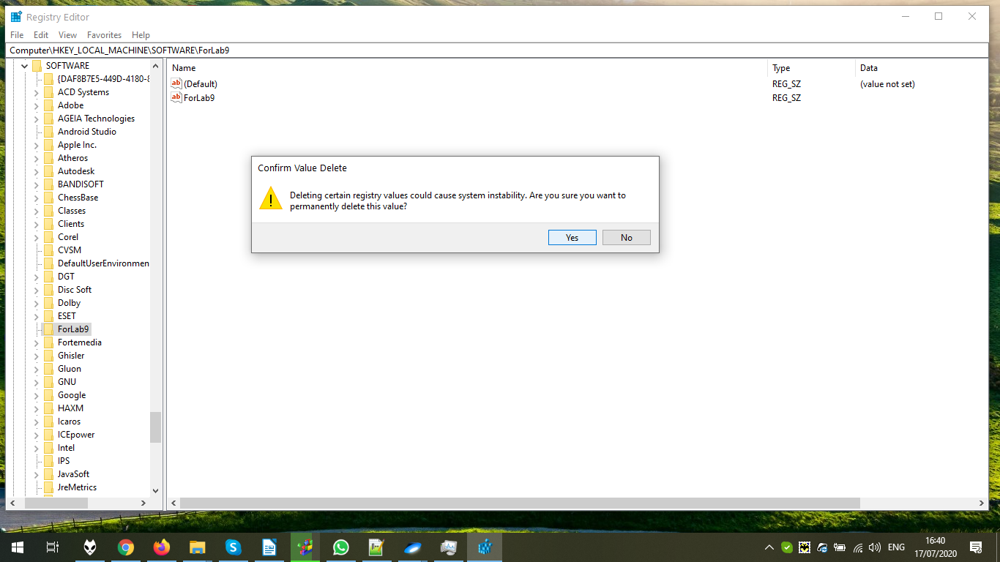 Registry Editor
File Edit View Favorites Help
Computer\HKEY_LOCAL_MACHINE\SOFTWARE\ForLab9
SOFTWARE
{DAF8B7E5-449D-4180-8
ACD Systems
Adobe
AGEIA Technologies
Android Studio
Apple Inc.
Atheros
Autodesk
BANDISOFT
ChessBase
Classes
Clients
Corel
CVSM
DefaultUserEnvironmen
DGT
Disc Soft
Dolby
ESET
ForLab9
Fortemedia
Ghisler
Gluon
GNU
Google
HAXM
Icaros
ICEpower
Intel
IPS
JavaSoft
JreMetrics
Name Type Data
ab (Default) REG_SZ (value not set)
ab ForLab9 REG_SZ
Confirm Value Delete
Deleting certain registry values could cause system instability. Are you sure you want to
permanently delete this value?
Yes No
ENG
16:40
17/07/2020